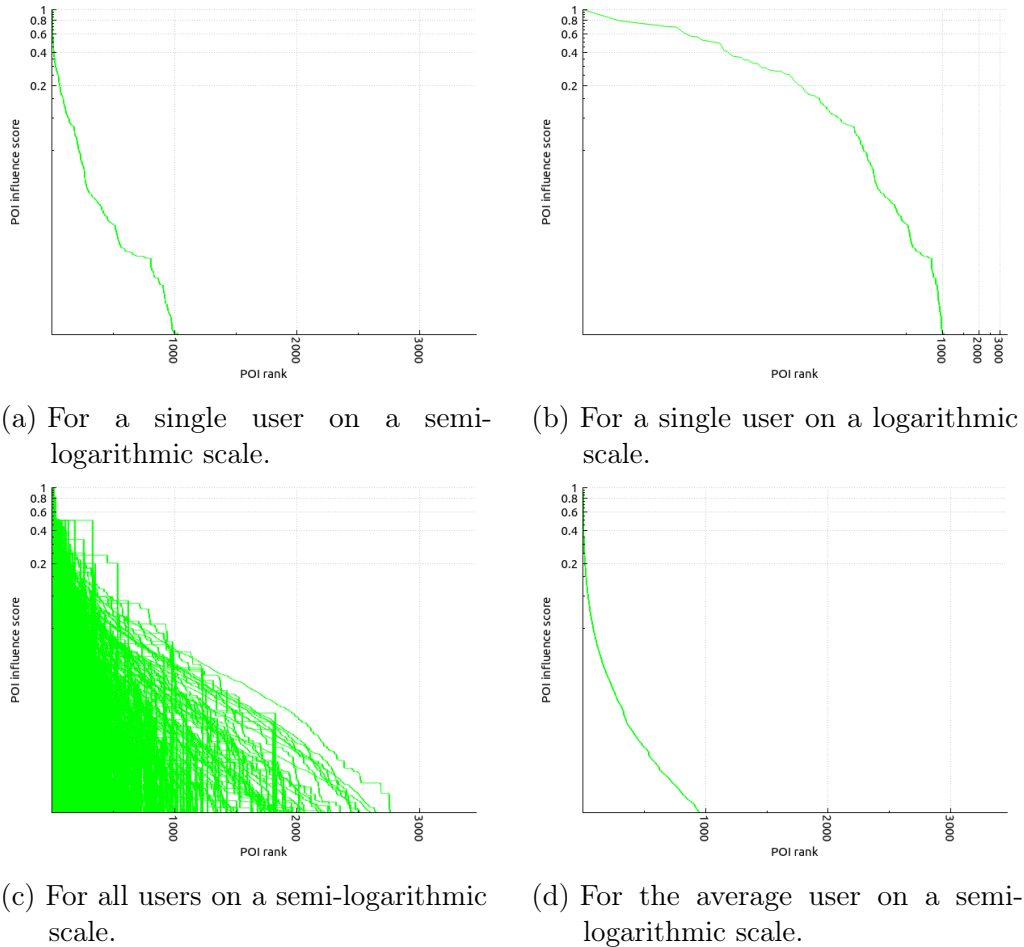 1
0.8
0.6
0.4
0.2
POI influence score
1000
2000
3000
POI rank
1
0.8
0.6
0.4
0.2
POI influence score
1000
2000
3000
POI rank
(a) For a single user on a semi-
logarithmic scale.
(b) For a single user on a logarithmic
scale.
1
0.8
0.6
0.4
0.2
POI influence score
1000
2000
3000
POI rank
1
0.8
0.6
0.4
0.2
POI influence score
1000
2000
3000
POI rank
(c) For all users on a semi-logarithmic
scale.
(d) For the average user on a semi-
logarithmic scale.